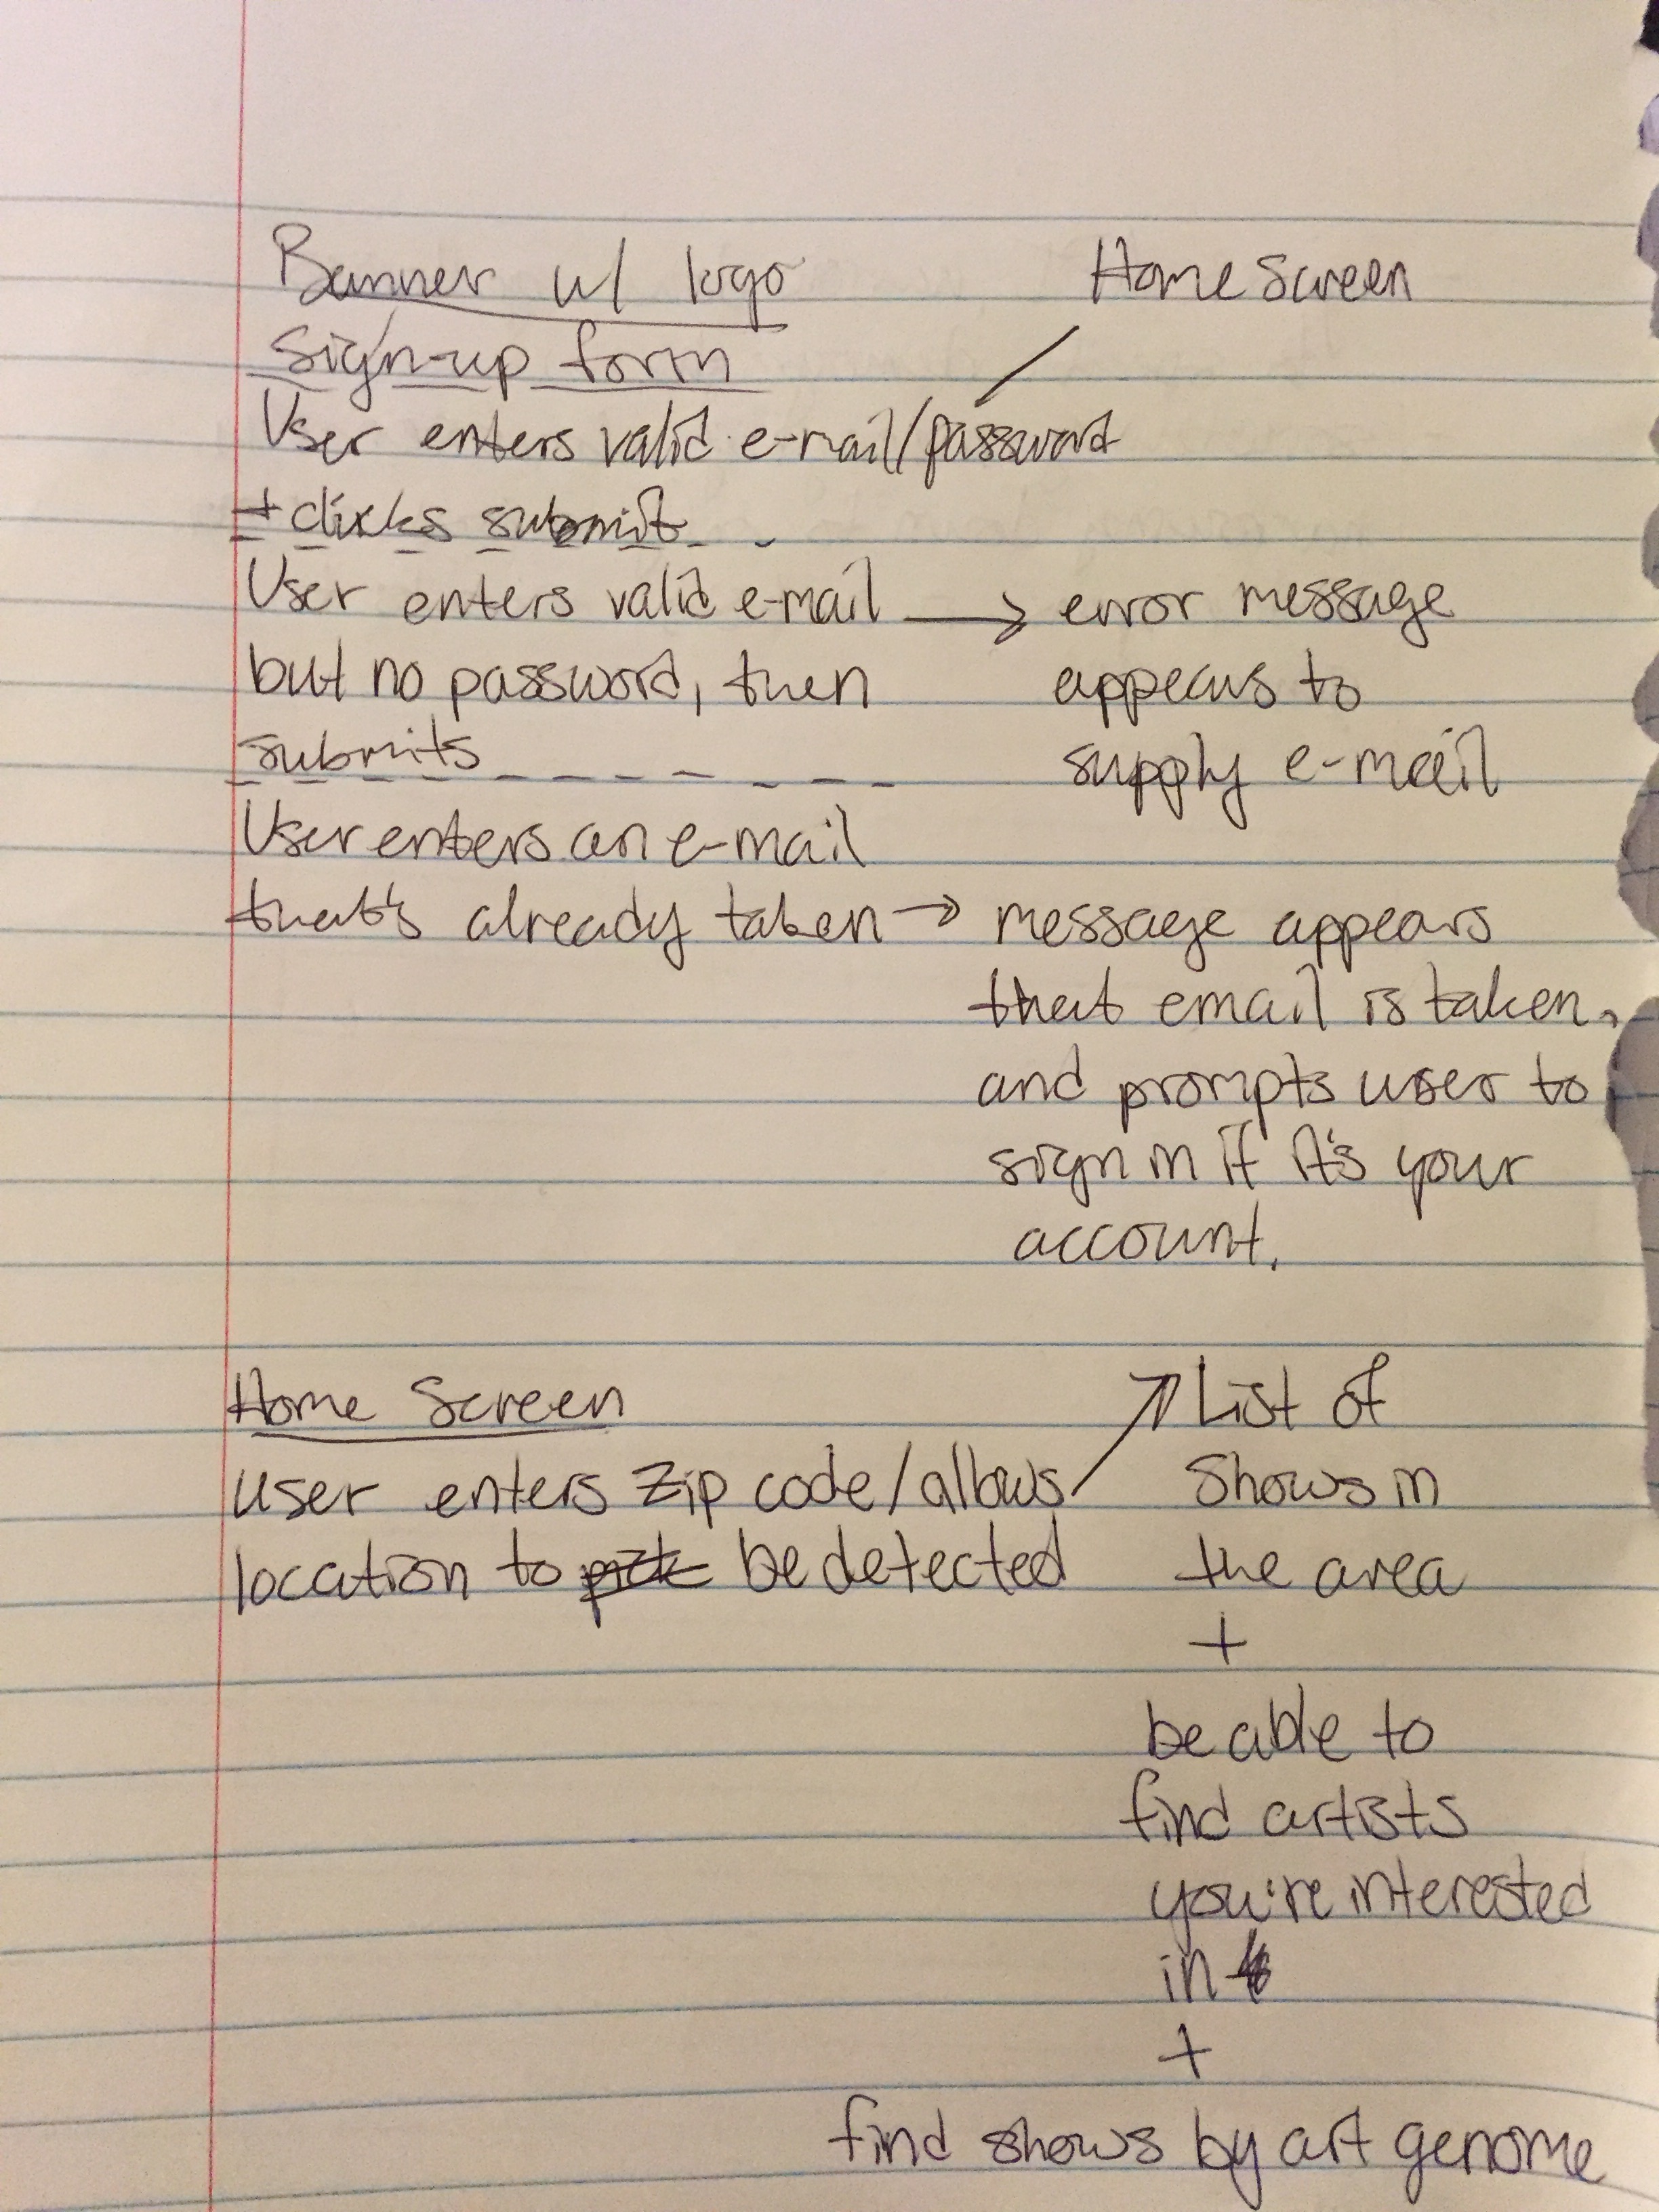 Banner w/ logo
Home Screen
Sign-up form
User enters valid e-mail/password
+ clicks submit
User enters valid e-mail → error message
but no password, then appears to
submits supply e-mail
User enters an e-mail
that's already taken → message appears
that email is taken,
and prompts user to
sign in if it's your
account.
Home Screen
List of
user enters zip code/allows Shows in
location to be detected the area
+
be able to
find artists
you're interested
in
+
find shows by art genome